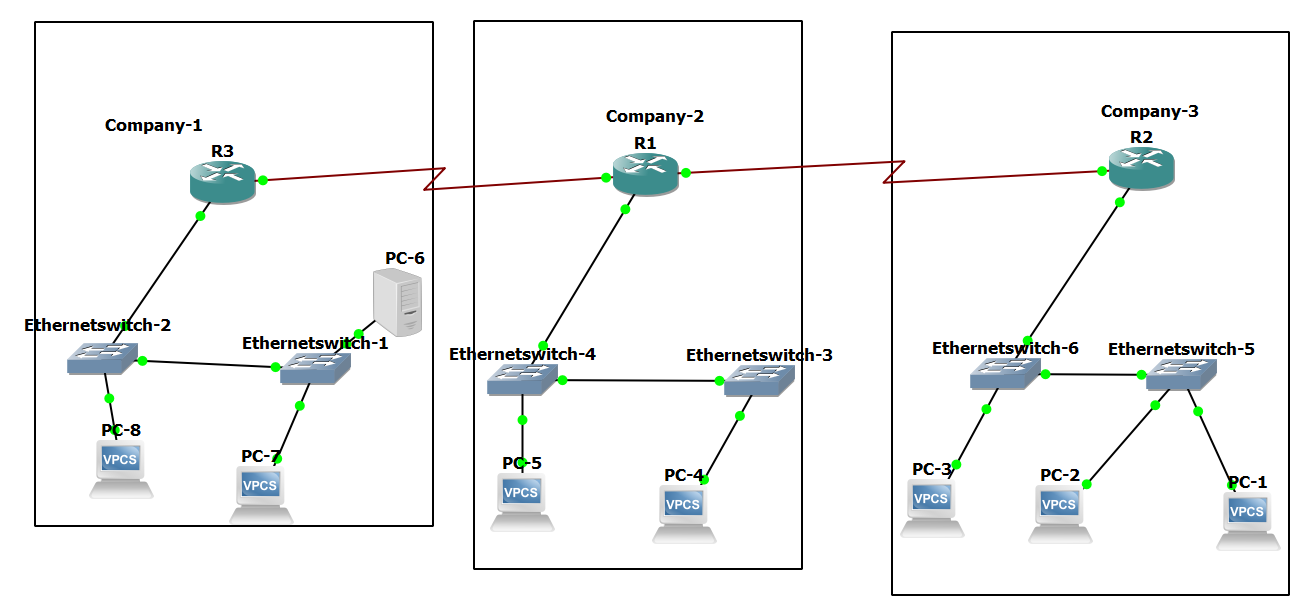 Company-1
R3
PC-6
Ethernetswitch-2
Ethernetswitch-1
PC-8
VPCS
PC-7
VPCS
Company-2
R1
Ethernetswitch-4
Ethernetswitch-3
PC-5
VPCS
PC-4
VPCS
Company-3
R2
Ethernetswitch-6
Ethernetswitch-5
PC-3
VPCS
PC-2
VPCS
PC-1
VPCS